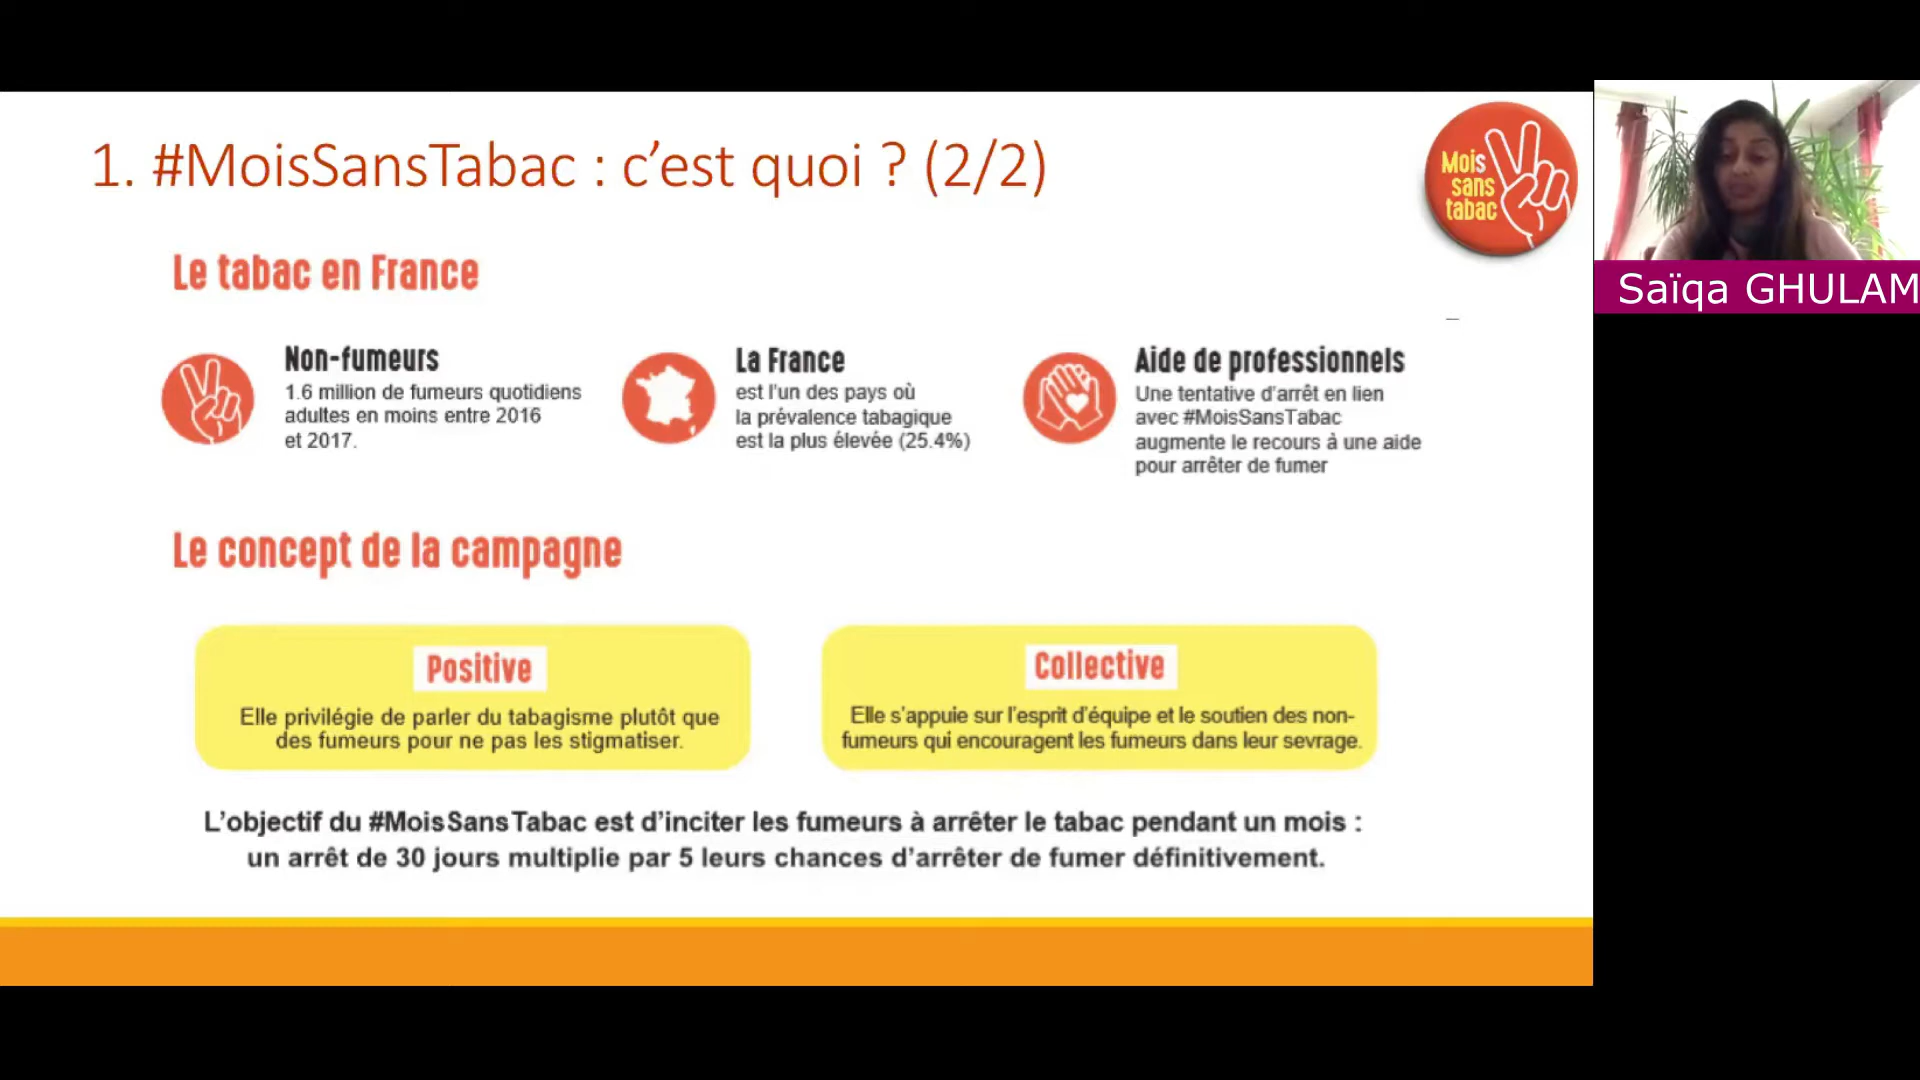 1. #MoisSansTabac : c’est quoi ? (2/2)
Mois
sans
tabac
Saïqa GHULAM
Le tabac en France
Non-fumeurs
1.6 million de fumeurs quotidiens
adultes en moins entre 2016
et 2017.
La France
est l'un des pays où
la prévalence tabagique
est la plus élevée (25.4%)
Aide de professionnels
Une tentative d'arrêt en lien
avec #MoisSansTabac
augmente le recours à une aide
pour arrêter de fumer
Le concept de la campagne
Positive
Elle privilégie de parler du tabagisme plutôt que
des fumeurs pour ne pas les stigmatiser.
Collective
Elle s’appuie sur l’esprit d’équipe et le soutien des non-
fumeurs qui encouragent les fumeurs dans leur sevrage.
L’objectif du #MoisSansTabac est d’inciter les fumeurs à arrêter le tabac pendant un mois :
un arrêt de 30 jours multiplie par 5 leurs chances d’arrêter de fumer définitivement.